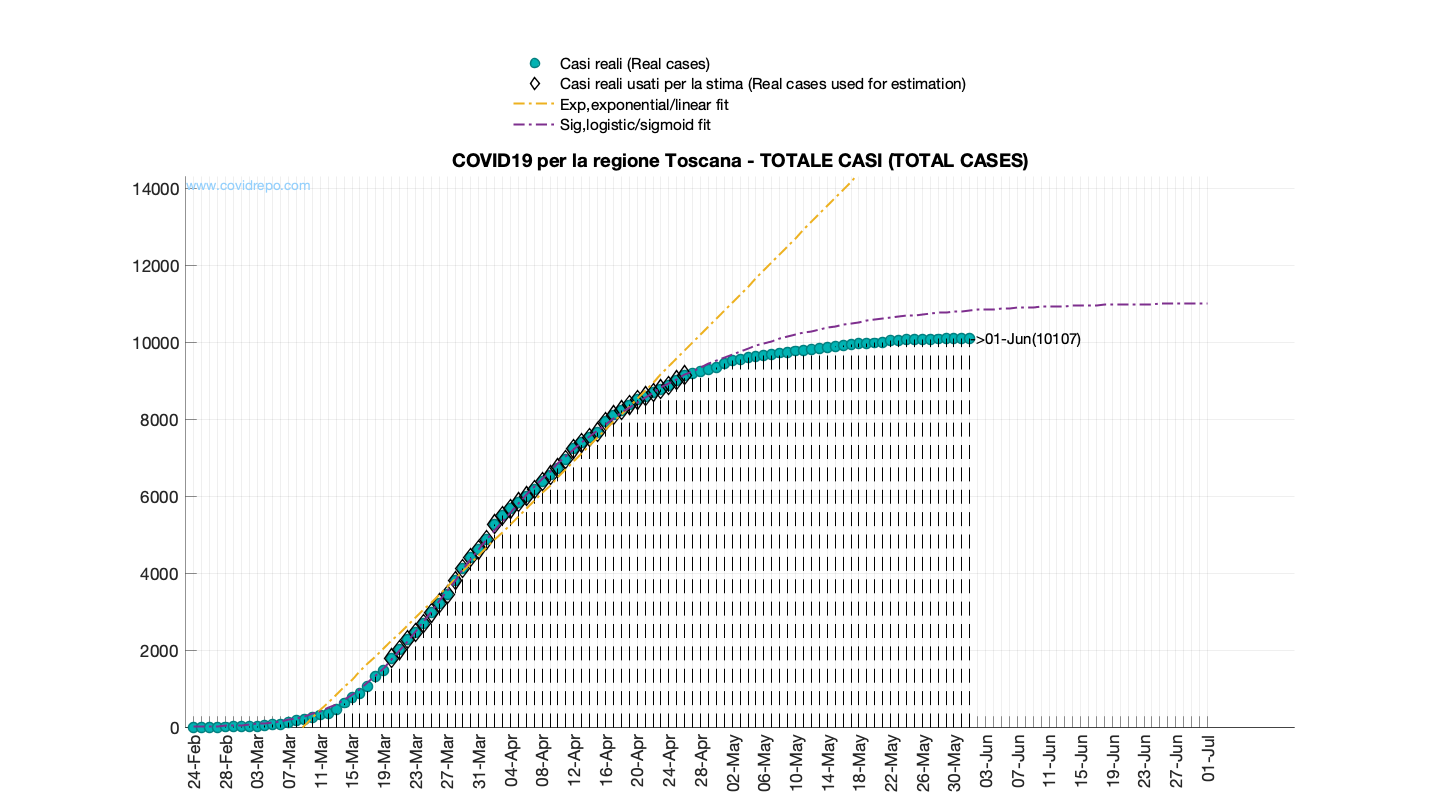 Casi reali (Real cases)
Casi reali usati per la stima (Real cases used for estimation)
Exp,exponential/linear fit
Sig,logistic/sigmoid fit
COVID19 per la regione Toscana - TOTALE CASI (TOTAL CASES)
www.covidrepo.com
14000
12000
10000
8000
6000
4000
2000
0
->01-Jun(10107)
24-Feb
28-Feb
03-Mar
07-Mar
11-Mar
15-Mar
19-Mar
23-Mar
27-Mar
31-Mar
04-Apr
08-Apr
12-Apr
16-Apr
20-Apr
24-Apr
28-Apr
02-May
06-May
10-May
14-May
18-May
22-May
26-May
30-May
03-Jun
07-Jun
11-Jun
15-Jun
19-Jun
23-Jun
27-Jun
01-Jul